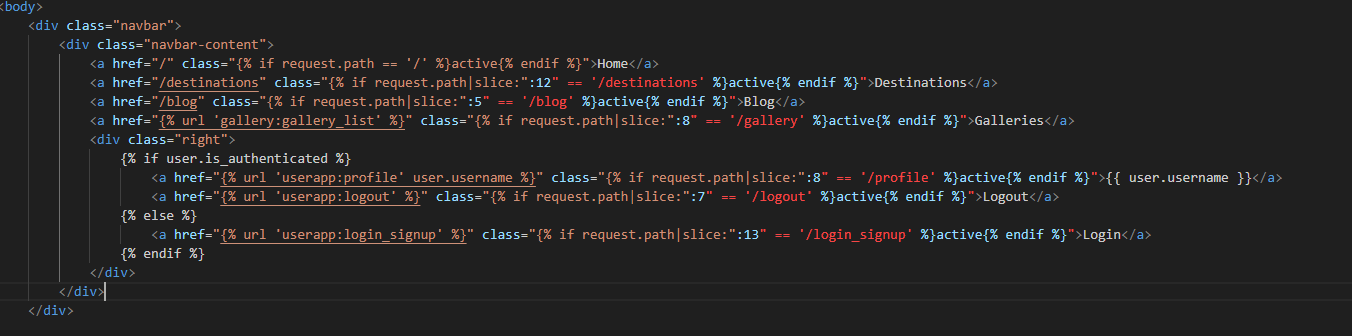 <body>
<div class="navbar">
<div class="navbar-content">
<a href="/" class="{% if request.path == '/' %}active{% endif %}">Home</a>
<a href="/destinations" class="{% if request.path|slice:":12" == '/destinations' %}active{% endif %}">Destinations</a>
<a href="/blog" class="{% if request.path|slice:":5" == '/blog' %}active{% endif %}">Blog</a>
<a href="{% url 'gallery:gallery_list' %}" class="{% if request.path|slice:":8" == '/gallery' %}active{% endif %}">Galleries</a>
<div class="right">
{% if user.is_authenticated %}
<a href="{% url 'userapp:profile' user.username %}" class="{% if request.path|slice:":8" == '/profile' %}active{% endif %}">{{ user.username }}</a>
<a href="{% url 'userapp:logout' %}" class="{% if request.path|slice:":7" == '/logout' %}active{% endif %}">Logout</a>
{% else %}
<a href="{% url 'userapp:login_signup' %}" class="{% if request.path|slice:":13" == '/login_signup' %}active{% endif %}">Login</a>
{% endif %}
</div>
</div>
</div>